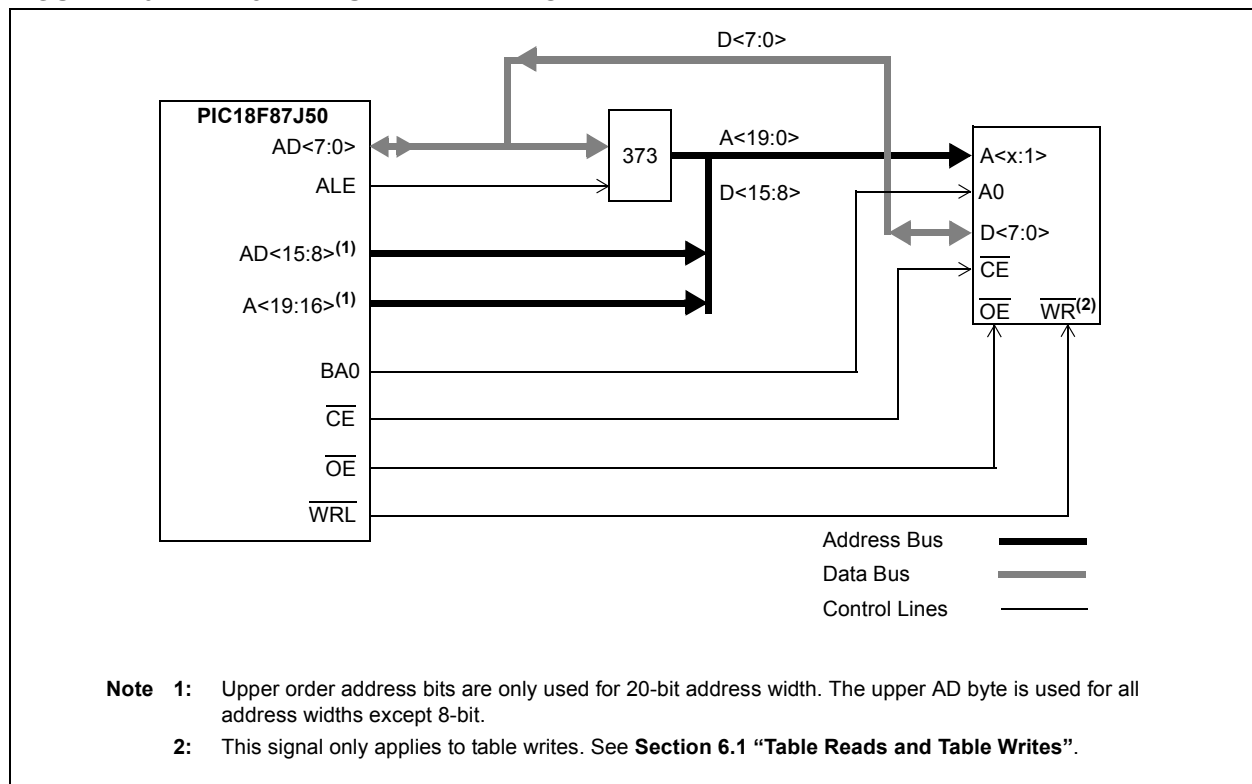 D<7:0>
PIC18F87J50
AD<7:0>
373
A<19:0>
A<x:1>
ALE
D<15:8>
A0
AD<15:8>(1)
D<7:0>
CE
A<19:16>(1)
OE WR(2)
BA0
CE
OE
WRL
Address Bus
Data Bus
Control Lines
Note 1: Upper order address bits are only used for 20-bit address width. The upper AD byte is used for all
address widths except 8-bit.
2: This signal only applies to table writes. See Section 6.1 “Table Reads and Table Writes”.